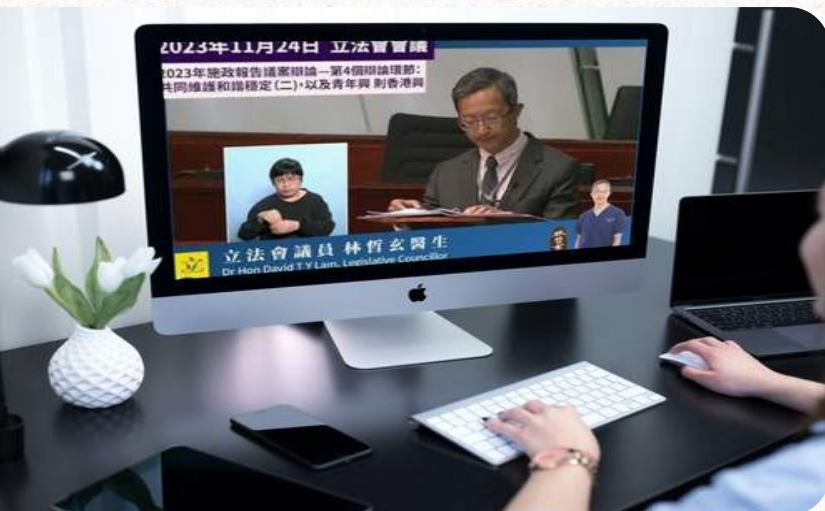 2023年11月24日 立法會會議
2023年施政報告議案辯論—第4個辯論環節:
共同維護和諧穩定(二),以及青年興 則香港興
立法會議員 林哲玄醫生
Dr Hon David T Y Lam, Legislative Councillor